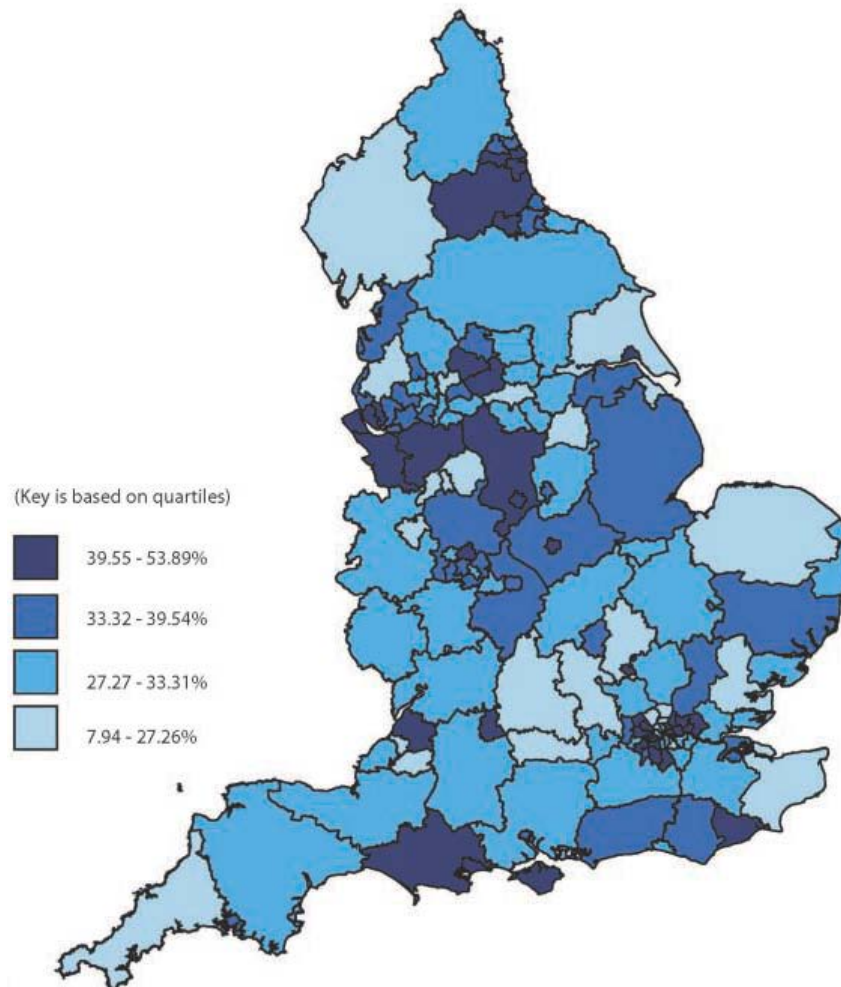 (Key is based on quartiles)
39.55 - 53.89%
33.32 - 39.54%
27.27 - 33.31%
7.94 - 27.26%